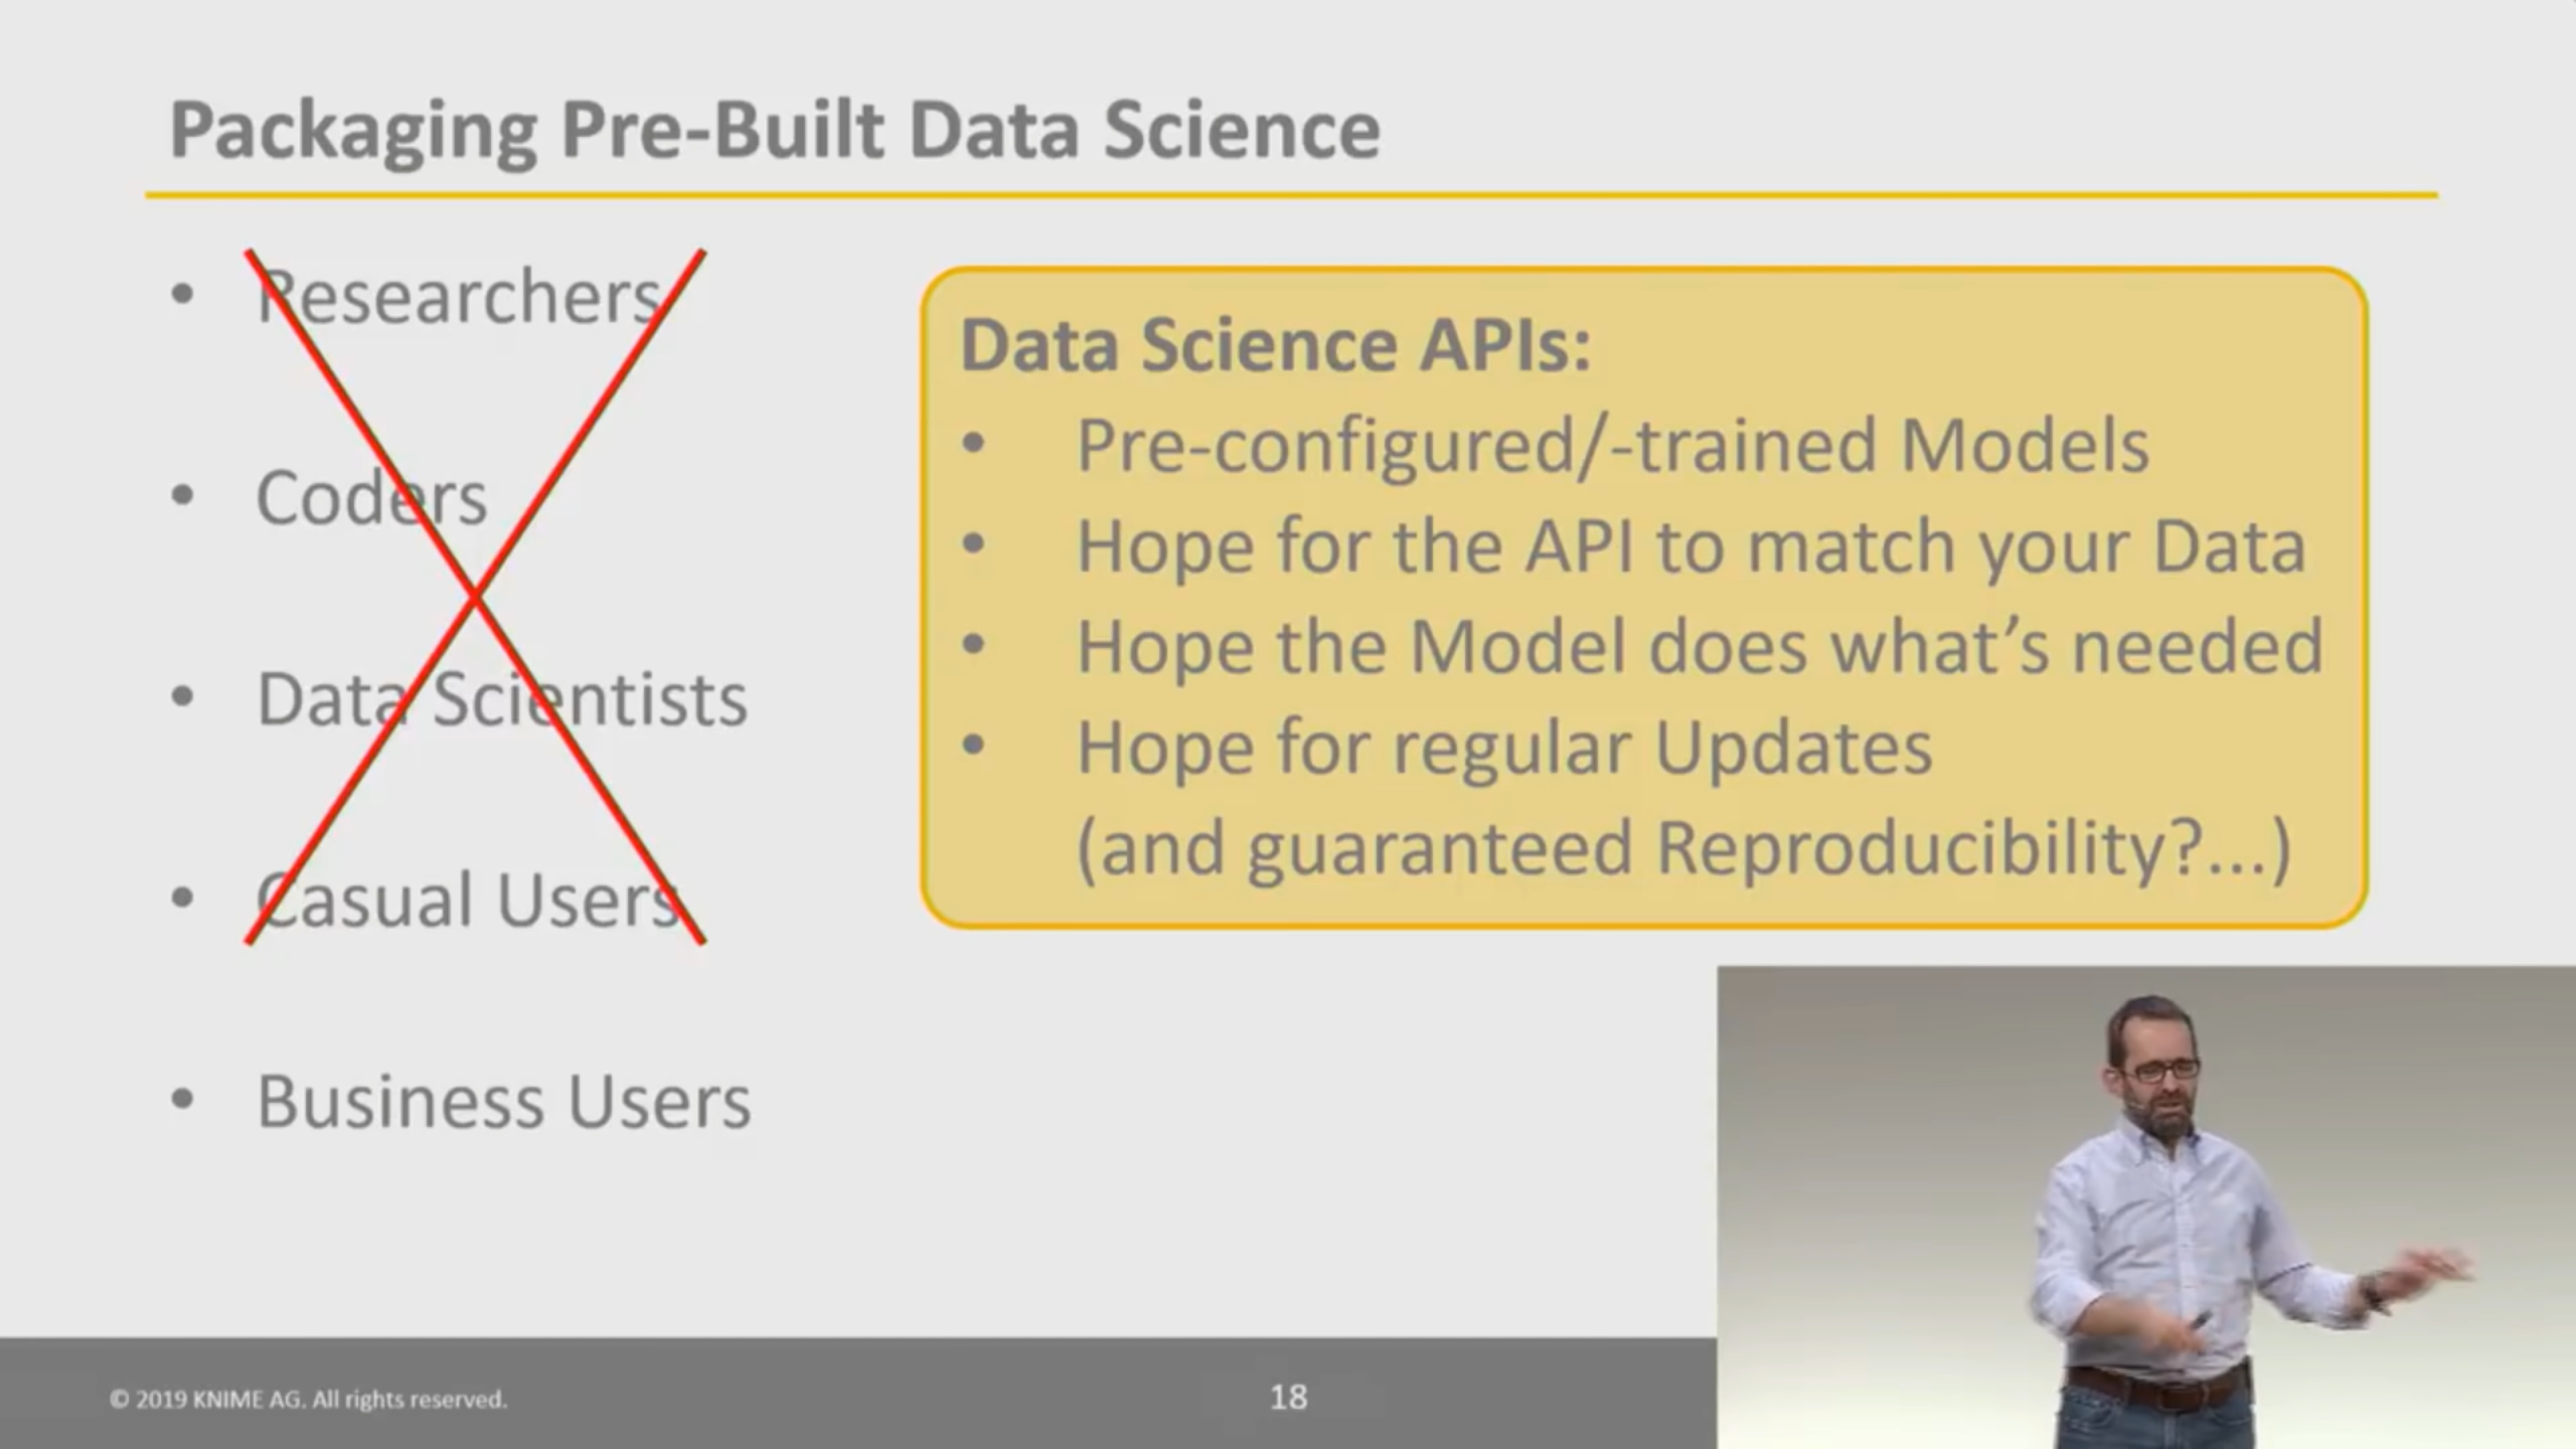 Packaging Pre-Built Data Science
• Researchers
• Coders
• Data Scientists
• Casual Users
• Business Users
Data Science APIs:
• Pre-configured/-trained Models
• Hope for the API to match your Data
• Hope the Model does what’s needed
• Hope for regular Updates
(and guaranteed Reproducibility?...)
© 2019 KNIME AG. All rights reserved.
18